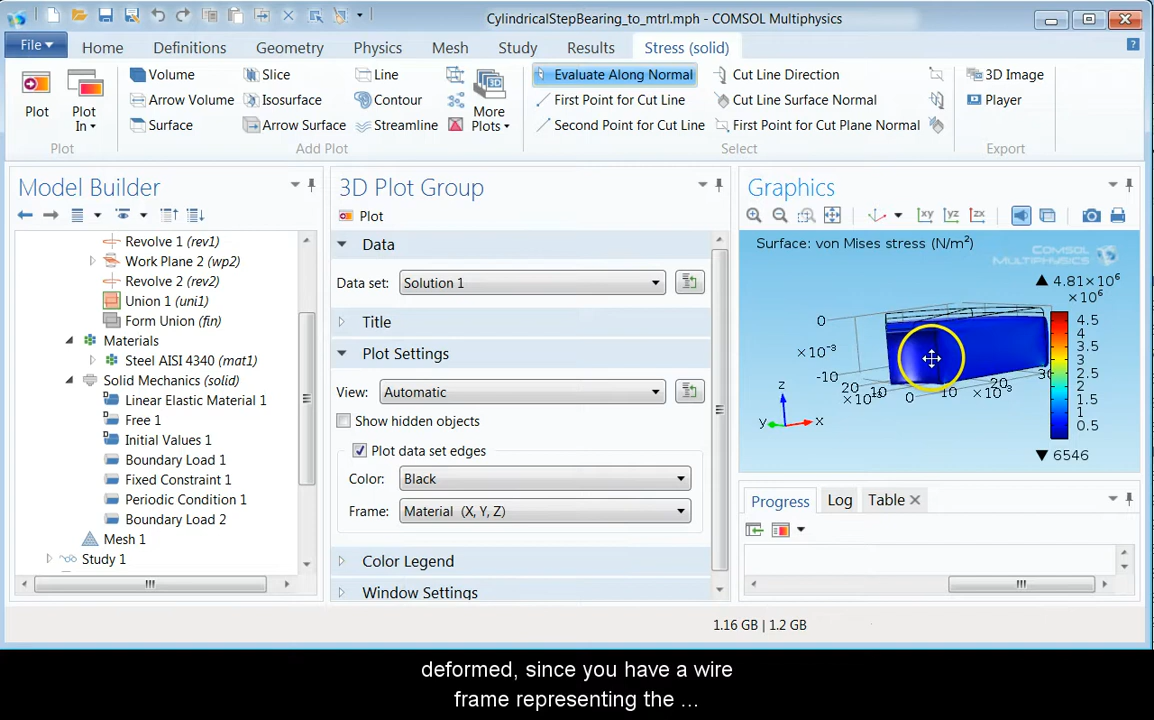 CylindricalStepBearing_to_mtrl.mph - COMSOL Multiphysics
File
Home
Definitions
Geometry
Physics
Mesh
Study
Results
Stress (solid)
Plot
Plot In
Plot
Volume
Arrow Volume
Surface
Slice
Isosurface
Arrow Surface
Line
Contour
Streamline
More Plots
Add Plot
Evaluate Along Normal
First Point for Cut Line
Second Point for Cut Line
Cut Line Direction
Cut Line Surface Normal
First Point for Cut Plane Normal
Select
3D Image
Player
Export
Model Builder
Revolve 1 (rev1)
Work Plane 2 (wp2)
Revolve 2 (rev2)
Union 1 (uni1)
Form Union (fin)
Materials
Steel AISI 4340 (mat1)
Solid Mechanics (solid)
Linear Elastic Material 1
Free 1
Initial Values 1
Boundary Load 1
Fixed Constraint 1
Periodic Condition 1
Boundary Load 2
Mesh 1
Study 1
3D Plot Group
Plot
Data
Data set: Solution 1
Title
Plot Settings
View: Automatic
Show hidden objects
Plot data set edges
Color: Black
Frame: Material (X, Y, Z)
Color Legend
Window Settings
Graphics
xy yz zx
Surface: von Mises stress (N/m²)
COMSOL
MULTIPHYSICS
▲ 4.81×10⁶
×10⁶
4.5
4
3.5
3
2.5
2
1.5
1
0.5
▼ 6546
0
×10⁻³
-10
20
×10⁻³
10
0
10
20
×10⁻³
z
y x
Progress
Log
Table
1.16 GB | 1.2 GB
deformed, since you have a wire
frame representing the ...